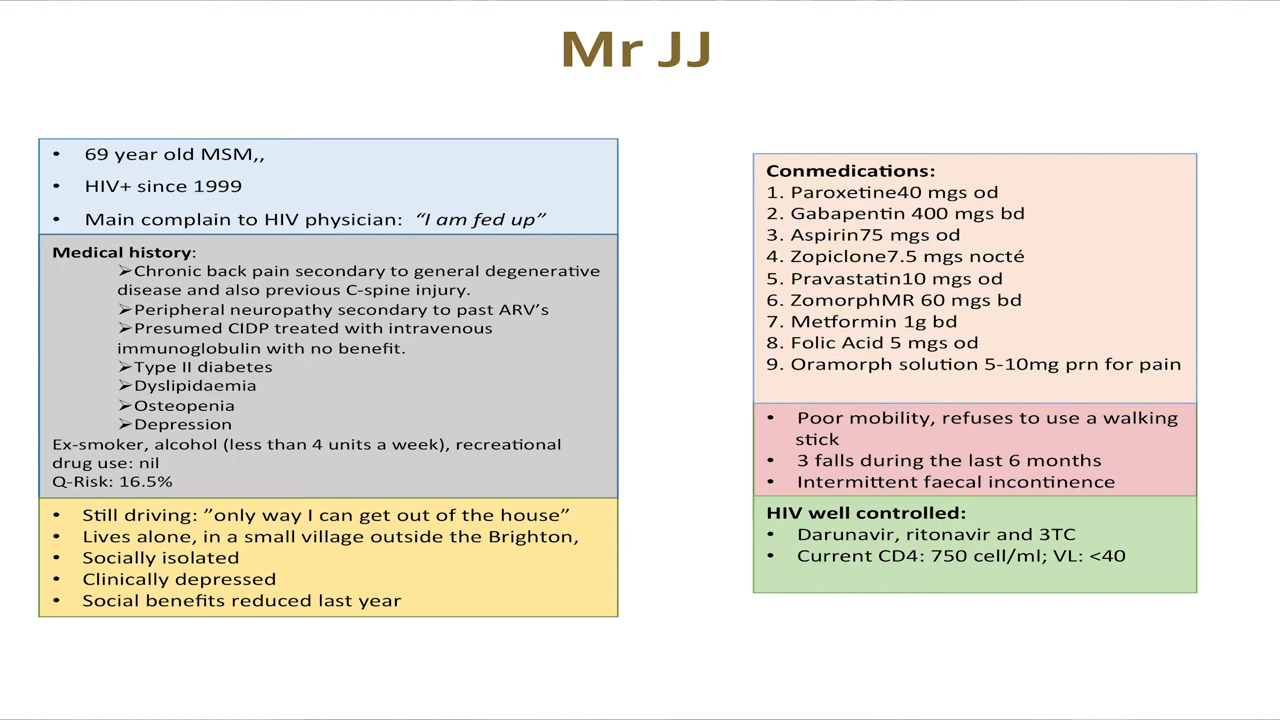 Mr JJ
• 69 year old MSM,,
• HIV+ since 1999
• Main complain to HIV physician: “I am fed up”
Medical history:
➢Chronic back pain secondary to general degenerative
disease and also previous C-spine injury.
➢Peripheral neuropathy secondary to past ARV’s
➢Presumed CIDP treated with intravenous
immunoglobulin with no benefit.
➢Type II diabetes
➢Dyslipidaemia
➢Osteopenia
➢Depression
Ex-smoker, alcohol (less than 4 units a week), recreational
drug use: nil
Q-Risk: 16.5%
• Still driving: ”only way I can get out of the house”
• Lives alone, in a small village outside the Brighton,
• Socially isolated
• Clinically depressed
• Social benefits reduced last year
Conmedications:
1. Paroxetine40 mgs od
2. Gabapentin 400 mgs bd
3. Aspirin75 mgs od
4. Zopiclone7.5 mgs nocté
5. Pravastatin10 mgs od
6. ZomorphMR 60 mgs bd
7. Metformin 1g bd
8. Folic Acid 5 mgs od
9. Oramorph solution 5-10mg prn for pain
• Poor mobility, refuses to use a walking
stick
• 3 falls during the last 6 months
• Intermittent faecal incontinence
HIV well controlled:
• Darunavir, ritonavir and 3TC
• Current CD4: 750 cell/ml; VL: <40